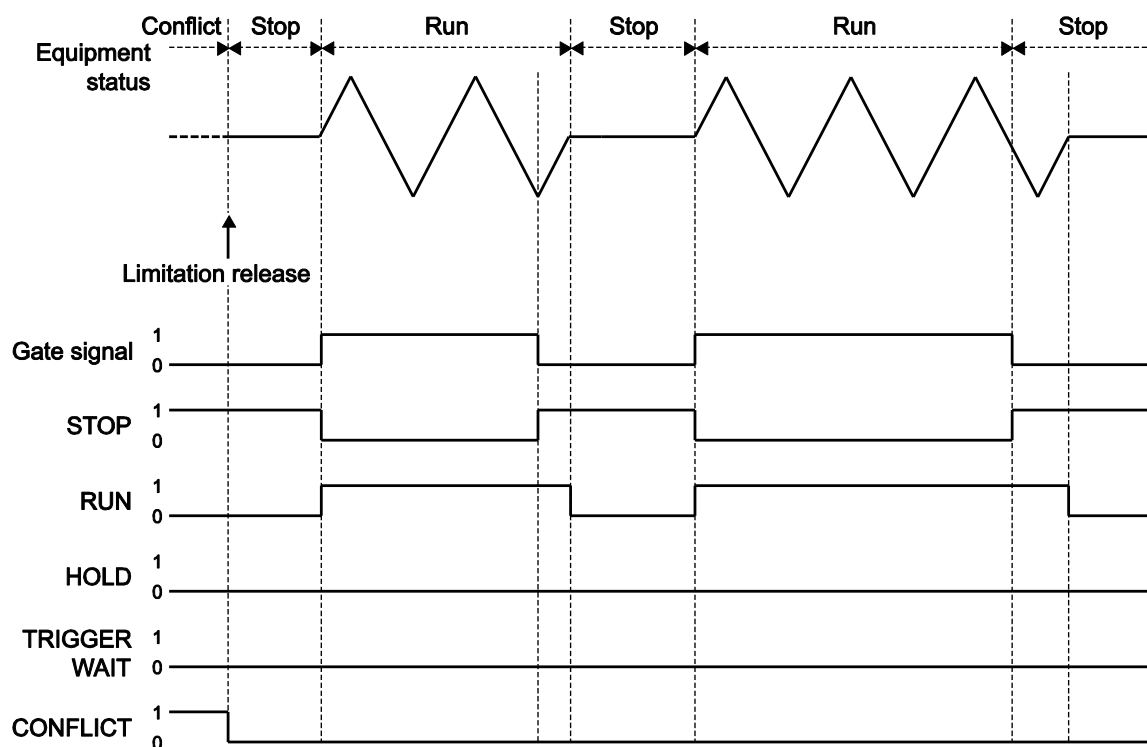 Conflict Stop Run Stop Run Stop
Equipment
status
Limitation release
Gate signal 1
0
STOP 1
0
RUN 1
0
HOLD 1
0
TRIGGER 1
WAIT 0
CONFLICT 1
0